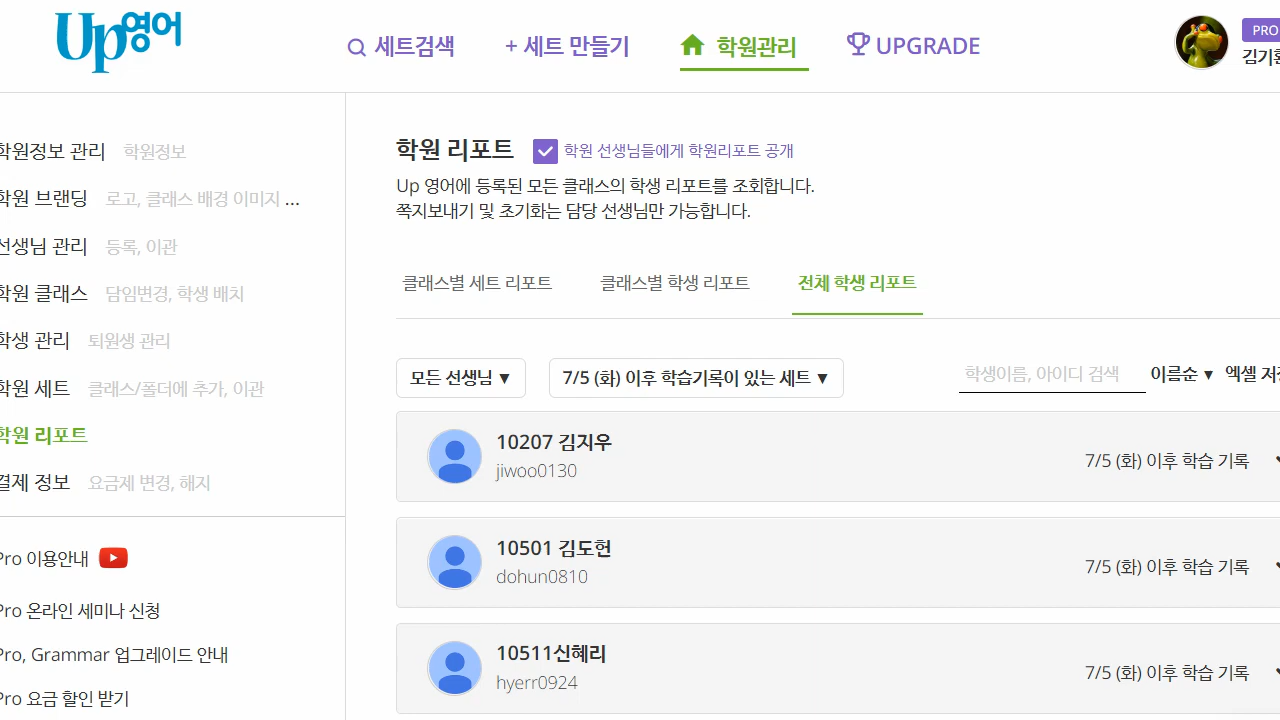 Up영어
세트검색
+ 세트 만들기
학원관리
UPGRADE
PRO
학원정보 관리 학원정보
학원 브랜딩 로고, 클래스 배경 이미지 ...
선생님 관리 등록, 이관
학원 클래스 담임변경, 학생 배치
학생 관리 퇴원생 관리
학원 세트 클래스/폴더에 추가, 이관
학원 리포트
결제 정보 요금제 변경, 해지
Pro 이용안내
Pro 온라인 세미나 신청
Pro, Grammar 업그레이드 안내
Pro 요금 할인 받기
학원 리포트 학원 선생님들에게 학원리포트 공개
Up 영어에 등록된 모든 클래스의 학생 리포트를 조회합니다.
쪽지보내기 및 초기화는 담당 선생님만 가능합니다.
클래스별 세트 리포트 클래스별 학생 리포트 전체 학생 리포트
모든 선생님 ▼ 7/5 (화) 이후 학습기록이 있는 세트 ▼ 학생이름, 아이디 검색 이름순 ▼ 엑셀
10207 김지우
jiwoo0130
7/5 (화) 이후 학습 기록
10501 김도헌
dohun0810
7/5 (화) 이후 학습 기록
10511신혜리
hyerr0924
7/5 (화) 이후 학습 기록